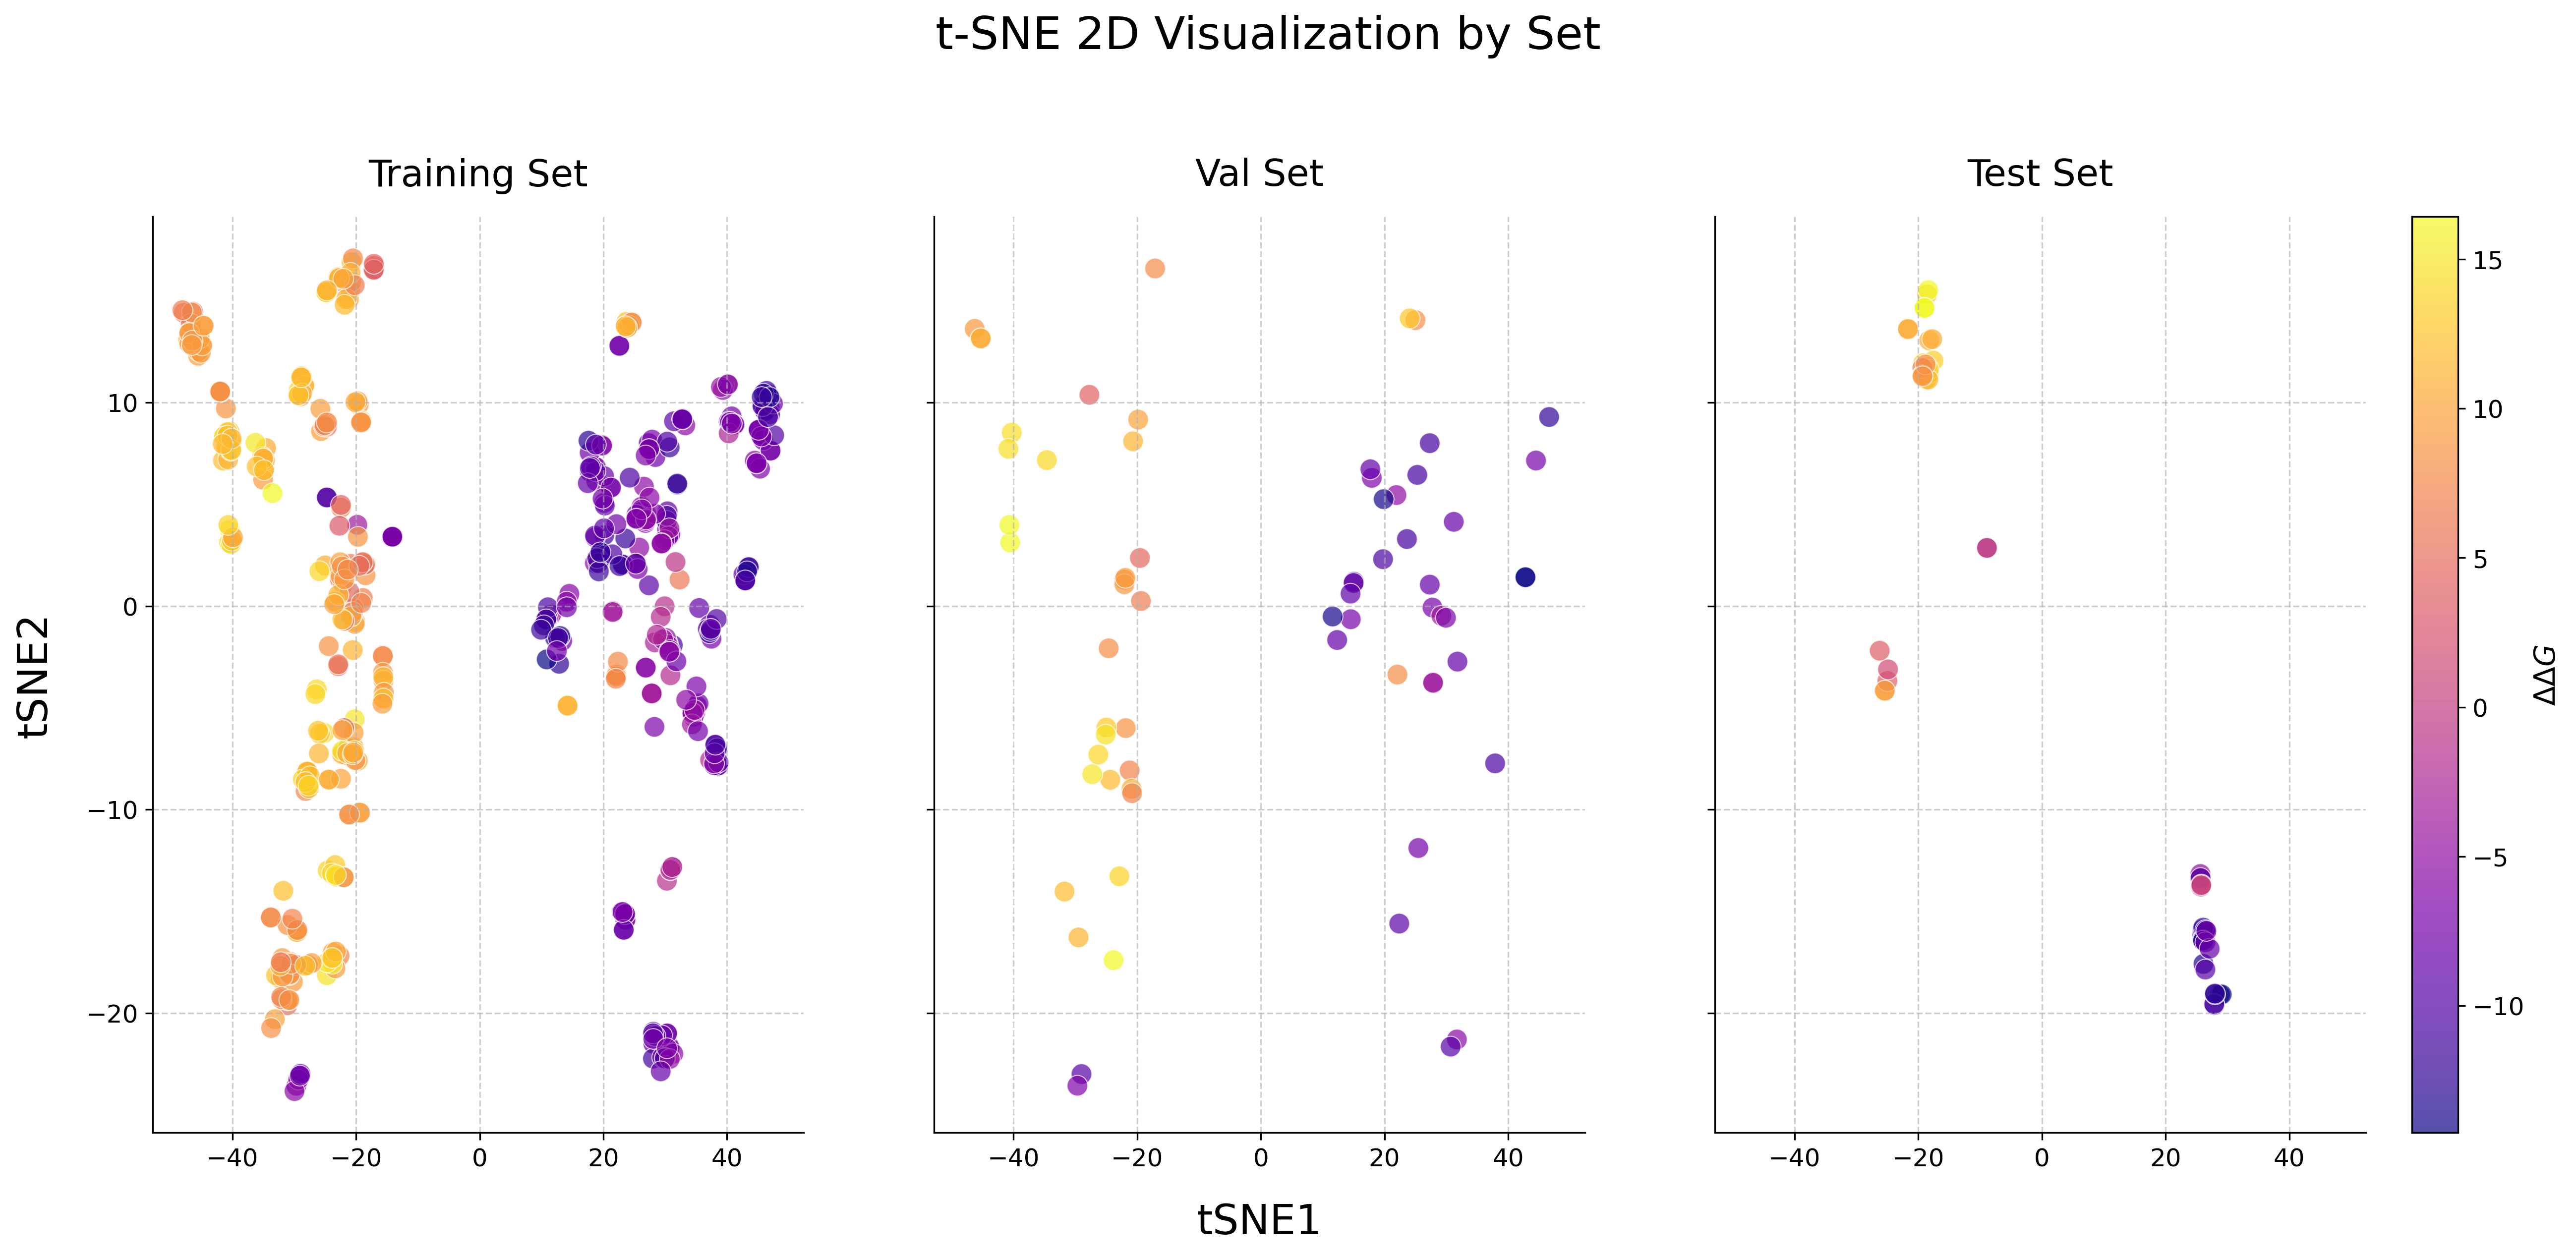 t-SNE 2D Visualization by Set
Training Set
Val Set
Test Set
tSNE2
10
0
−10
−20
−40 −20 0 20 40
−40 −20 0 20 40
−40 −20 0 20 40
tSNE1
15
10
5
0
−5
−10
ΔΔG